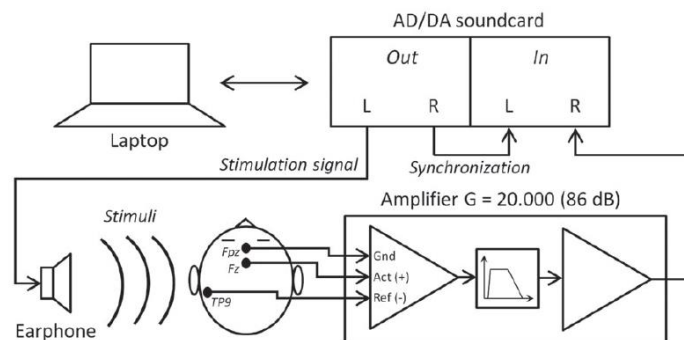 AD/DA soundcard
Out
In
L
R
L
R
Laptop
Stimulation signal
Synchronization
Amplifier G = 20.000 (86 dB)
Stimuli
Fpz
Fz
TP9
Gnd
Act (+)
Ref (-)
Earphone